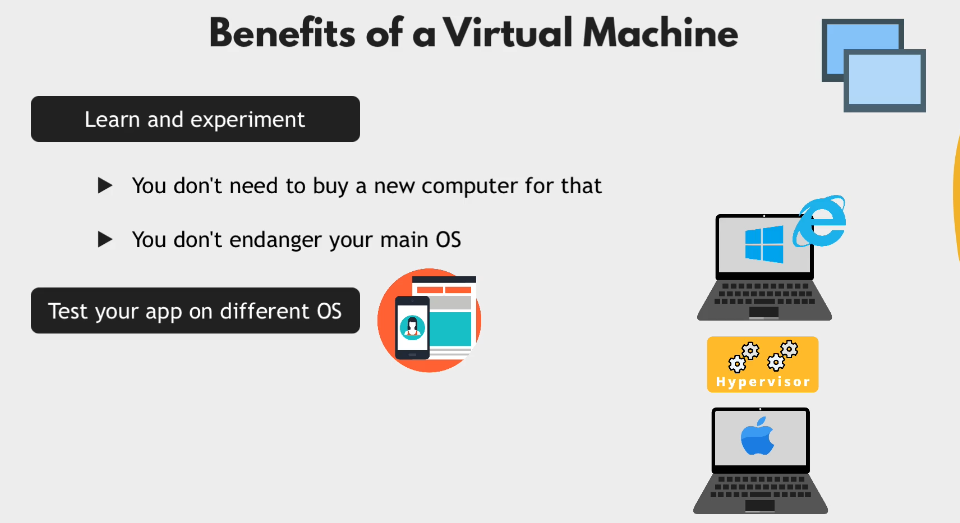 Benefits of a Virtual Machine
Learn and experiment
You don't need to buy a new computer for that
You don't endanger your main OS
Test your app on different OS
Hypervisor